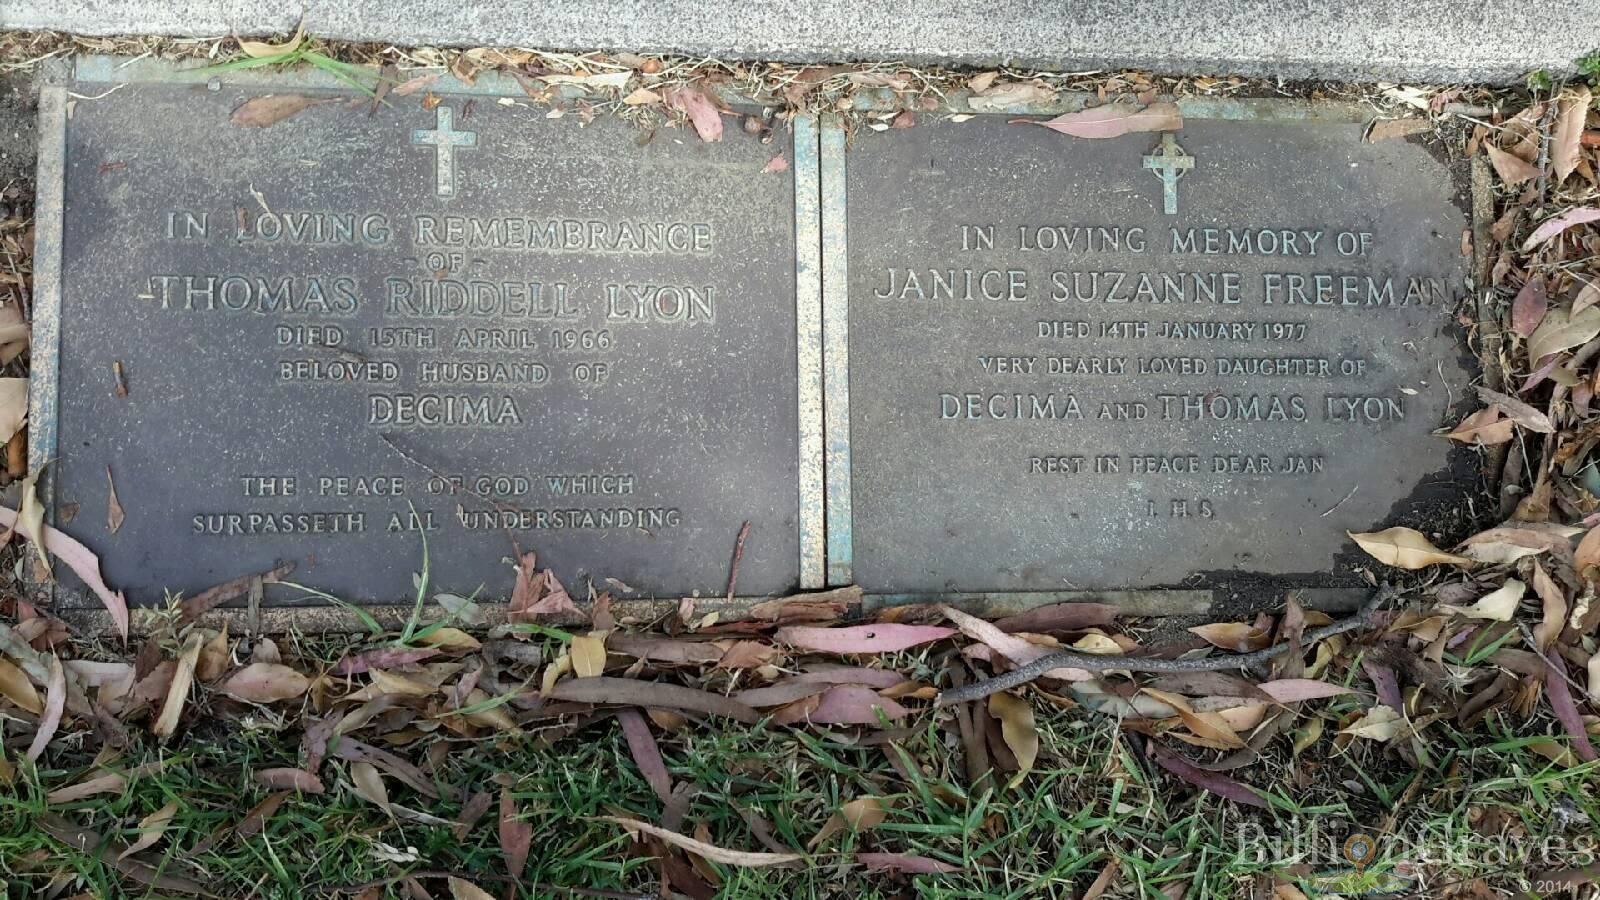 IN LOVING REMEMBRANCE
- OF -
THOMAS RIDDELL LYON
DIED 15TH APRIL 1966
BELOVED HUSBAND OF
DECIMA
THE PEACE OF GOD WHICH
SURPASSETH ALL UNDERSTANDING
IN LOVING MEMORY OF
JANICE SUZANNE FREEMAN
DIED 14TH JANUARY 1977
VERY DEARLY LOVED DAUGHTER OF
DECIMA AND THOMAS LYON
REST IN PEACE DEAR JAN
I. H. S.
BillionGraves
© 2014